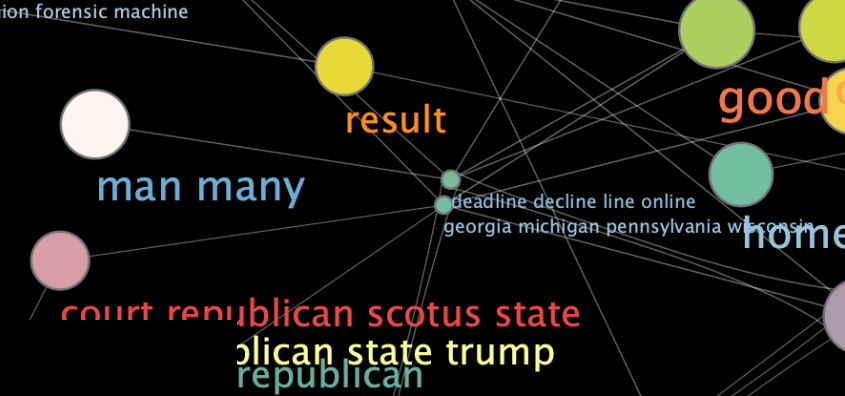 ion forensic machine
good
result
man many
deadline decline line online
georgia michigan pennsylvania wisconsin
home
court republican scotus state
olican state trump
republican